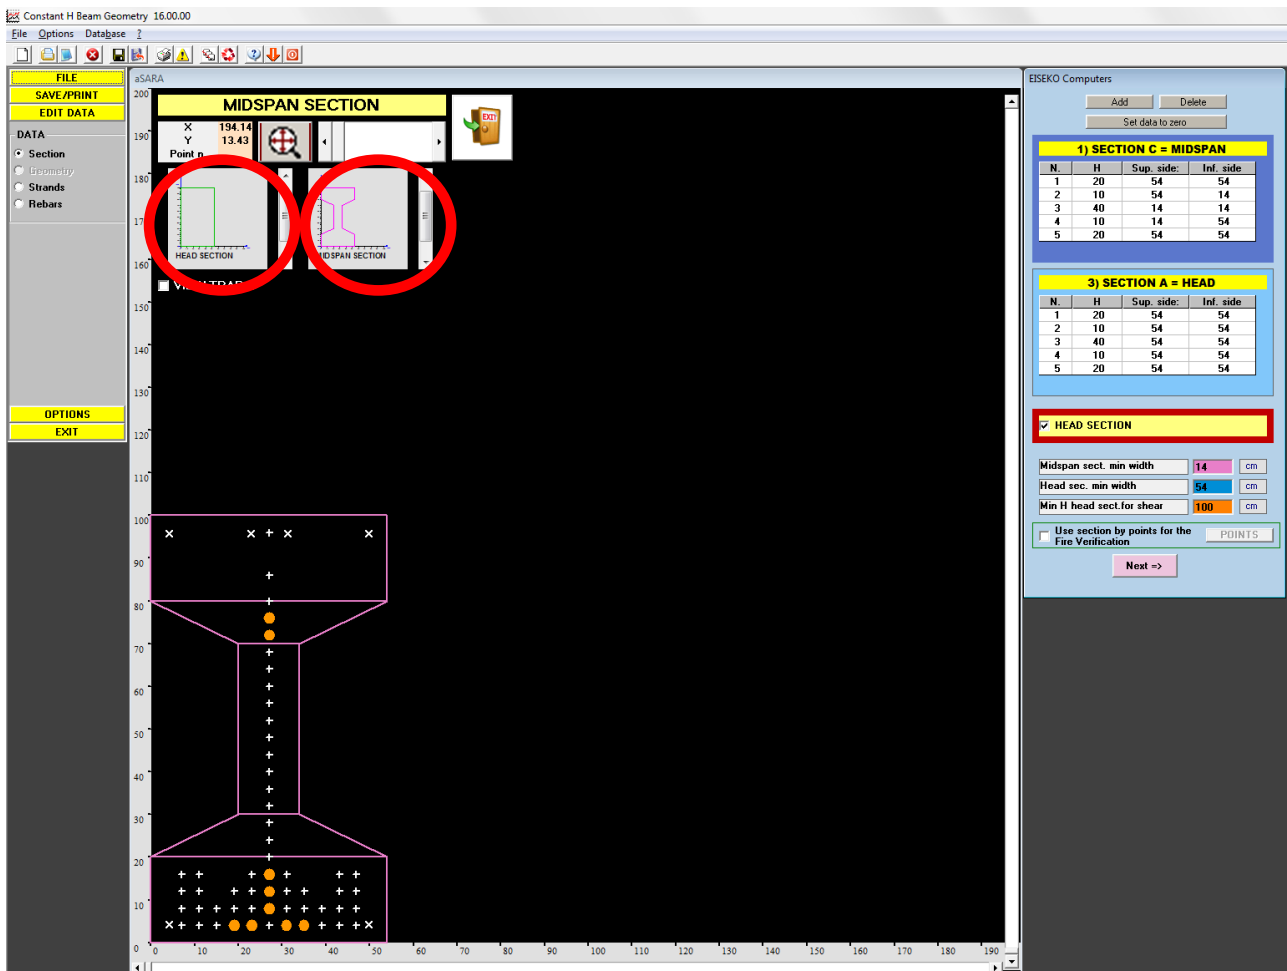 Constant H Beam Geometry 16.00.00
File Options Database ?
FILE
SAVE/PRINT
EDIT DATA
DATA
Section
Geometry
Strands
Rebars
OPTIONS
EXIT
aSARA
MIDSPAN SECTION
X 194.14
Y 13.43
Point n.
EXIT
HEAD SECTION
MIDSPAN SECTION
200
190
180
160
150
140
130
120
110
100
90
80
70
60
50
40
30
20
10
0
0 10 20 30 40 50 60 70 80 90 100 110 120 130 140 150 160 170 180 190
EISEKO Computers
Add Delete
Set data to zero
1) SECTION C = MIDSPAN
N. H Sup. side: Inf. side
1 20 54 54
2 10 54 14
3 40 14 14
4 10 14 54
5 20 54 54
3) SECTION A = HEAD
N. H Sup. side: Inf. side
1 20 54 54
2 10 54 54
3 40 54 54
4 10 54 54
5 20 54 54
HEAD SECTION
Midspan sect. min width 14 cm
Head sec. min width 54 cm
Min H head sect.for shear 100 cm
Use section by points for the
Fire Verification
POINTS
Next =>